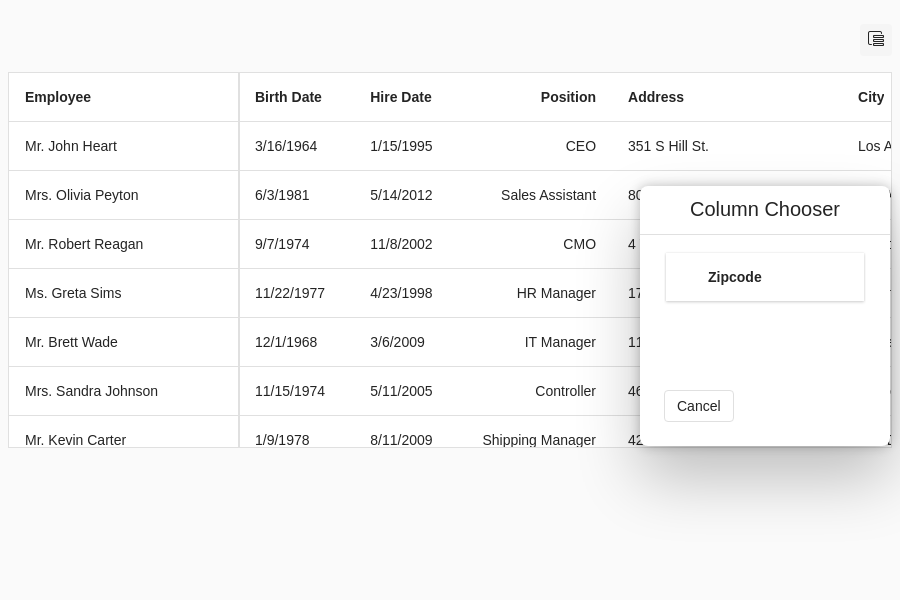 Employee Birth Date Hire Date Position Address City
Mr. John Heart 3/16/1964 1/15/1995 CEO 351 S Hill St. Los A
Mrs. Olivia Peyton 6/3/1981 5/14/2012 Sales Assistant 80
Mr. Robert Reagan 9/7/1974 11/8/2002 CMO 4
Ms. Greta Sims 11/22/1977 4/23/1998 HR Manager 17
Mr. Brett Wade 12/1/1968 3/6/2009 IT Manager 11
Mrs. Sandra Johnson 11/15/1974 5/11/2005 Controller 46
Mr. Kevin Carter 1/9/1978 8/11/2009 Shipping Manager 42
Column Chooser
Zipcode
Cancel